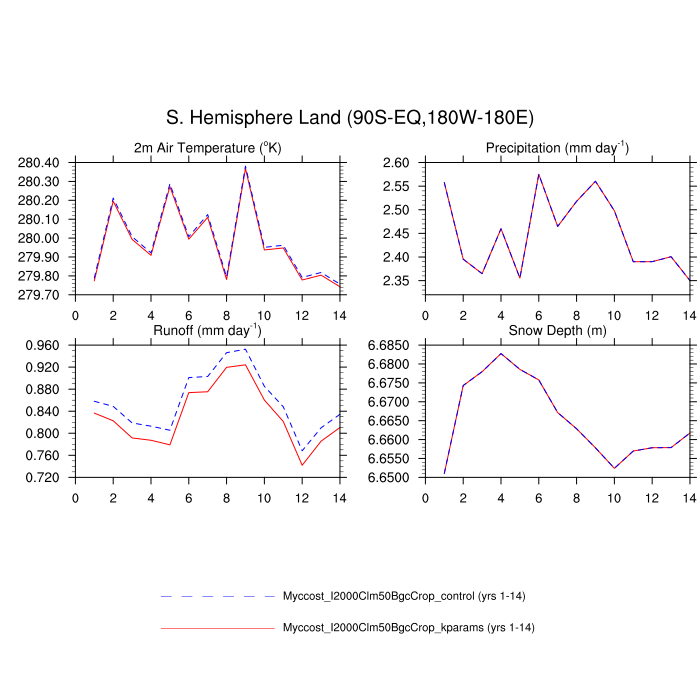 S. Hemisphere Land (90S-EQ,180W-180E)
2m Air Temperature (°K)
280.40
280.30
280.20
280.10
280.00
279.90
279.80
279.70
0 2 4 6 8 10 12 14
Precipitation (mm day⁻¹)
2.60
2.55
2.50
2.45
2.40
2.35
0 2 4 6 8 10 12 14
Runoff (mm day⁻¹)
0.960
0.920
0.880
0.840
0.800
0.760
0.720
0 2 4 6 8 10 12 14
Snow Depth (m)
6.6850
6.6800
6.6750
6.6700
6.6650
6.6600
6.6550
6.6500
0 2 4 6 8 10 12 14
Myccost_I2000Clm50BgcCrop_control (yrs 1-14)
Myccost_I2000Clm50BgcCrop_kparams (yrs 1-14)